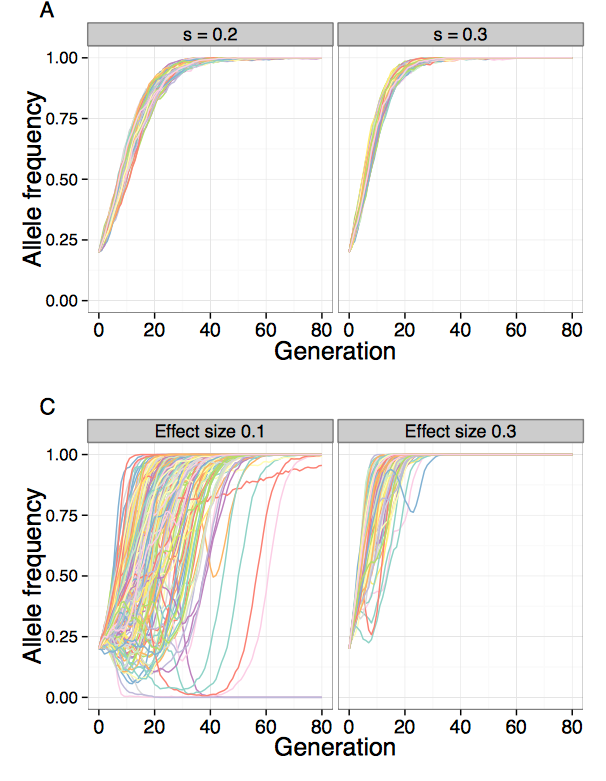 A
s = 0.2 s = 0.3
Allele frequency
1.00
0.75
0.50
0.25
0.00
0 20 40 60 80 0 20 40 60 80
Generation
C
Effect size 0.1 Effect size 0.3
Allele frequency
1.00
0.75
0.50
0.25
0.00
0 20 40 60 80 0 20 40 60 80
Generation